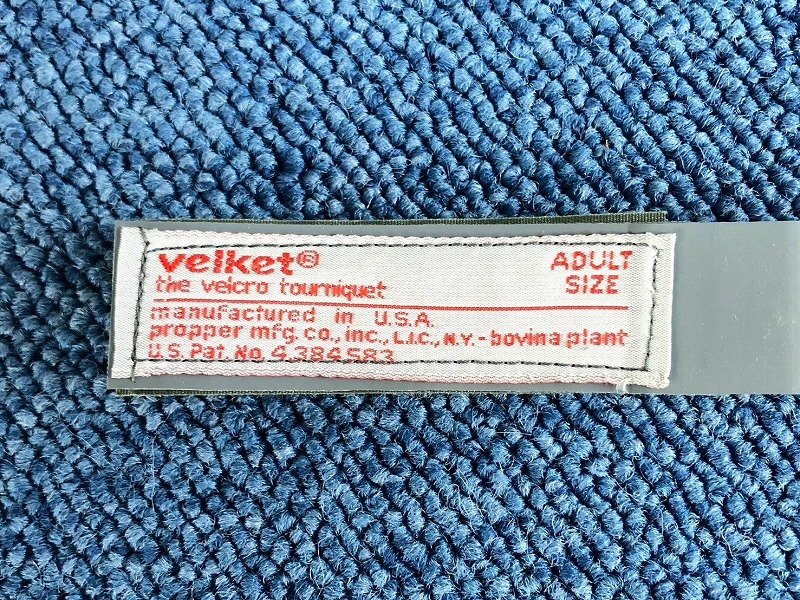 velket®
ADULT
SIZE
the velcro tourniquet
manufactured in U.S.A.
propper mfg. co., inc., L.I.C., N.Y. - bovina plant
U.S. Pat. No. 4,384,583